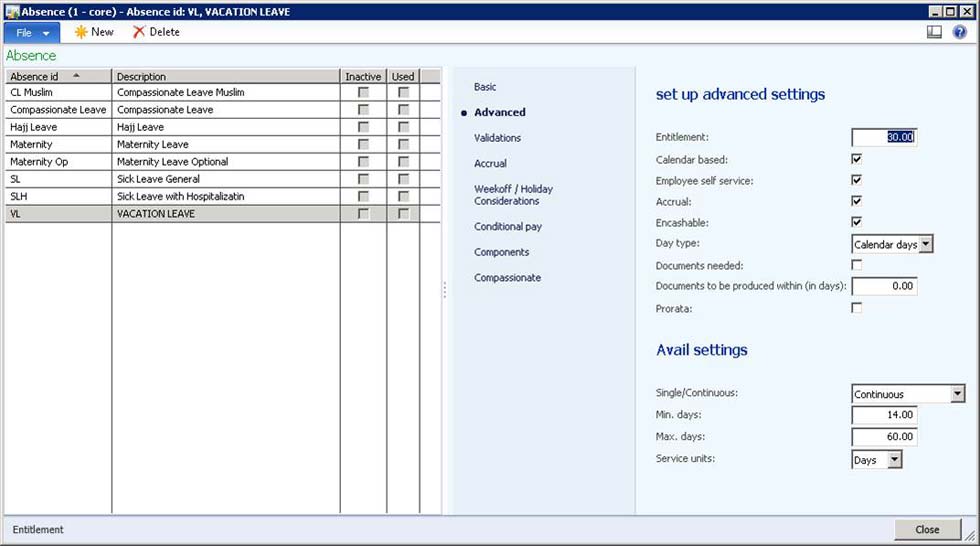 Absence (1 - core) - Absence id: VL, VACATION LEAVE
File New Delete
Absence
Absence id Description Inactive Used
CL Muslim Compassionate Leave Muslim
Compassionate Leave Compassionate Leave
Hajj Leave Hajj Leave
Maternity Maternity Leave
Maternity Op Maternity Leave Optional
SL Sick Leave General
SLH Sick Leave with Hospitalizatin
VL VACATION LEAVE
Basic
Advanced
Validations
Accrual
Weekoff / Holiday
Considerations
Conditional pay
Components
Compassionate
set up advanced settings
Entitlement: 30.00
Calendar based:
Employee self service:
Accrual:
Encashable:
Day type: Calendar days
Documents needed:
Documents to be produced within (in days): 0.00
Prorata:
Avail settings
Single/Continuous: Continuous
Min. days: 14.00
Max. days: 60.00
Service units: Days
Entitlement
Close